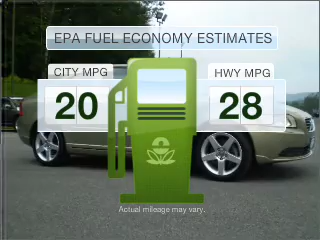 EPA FUEL ECONOMY ESTIMATES
CITY MPG
HWY MPG
20
28
Actual mileage may vary.